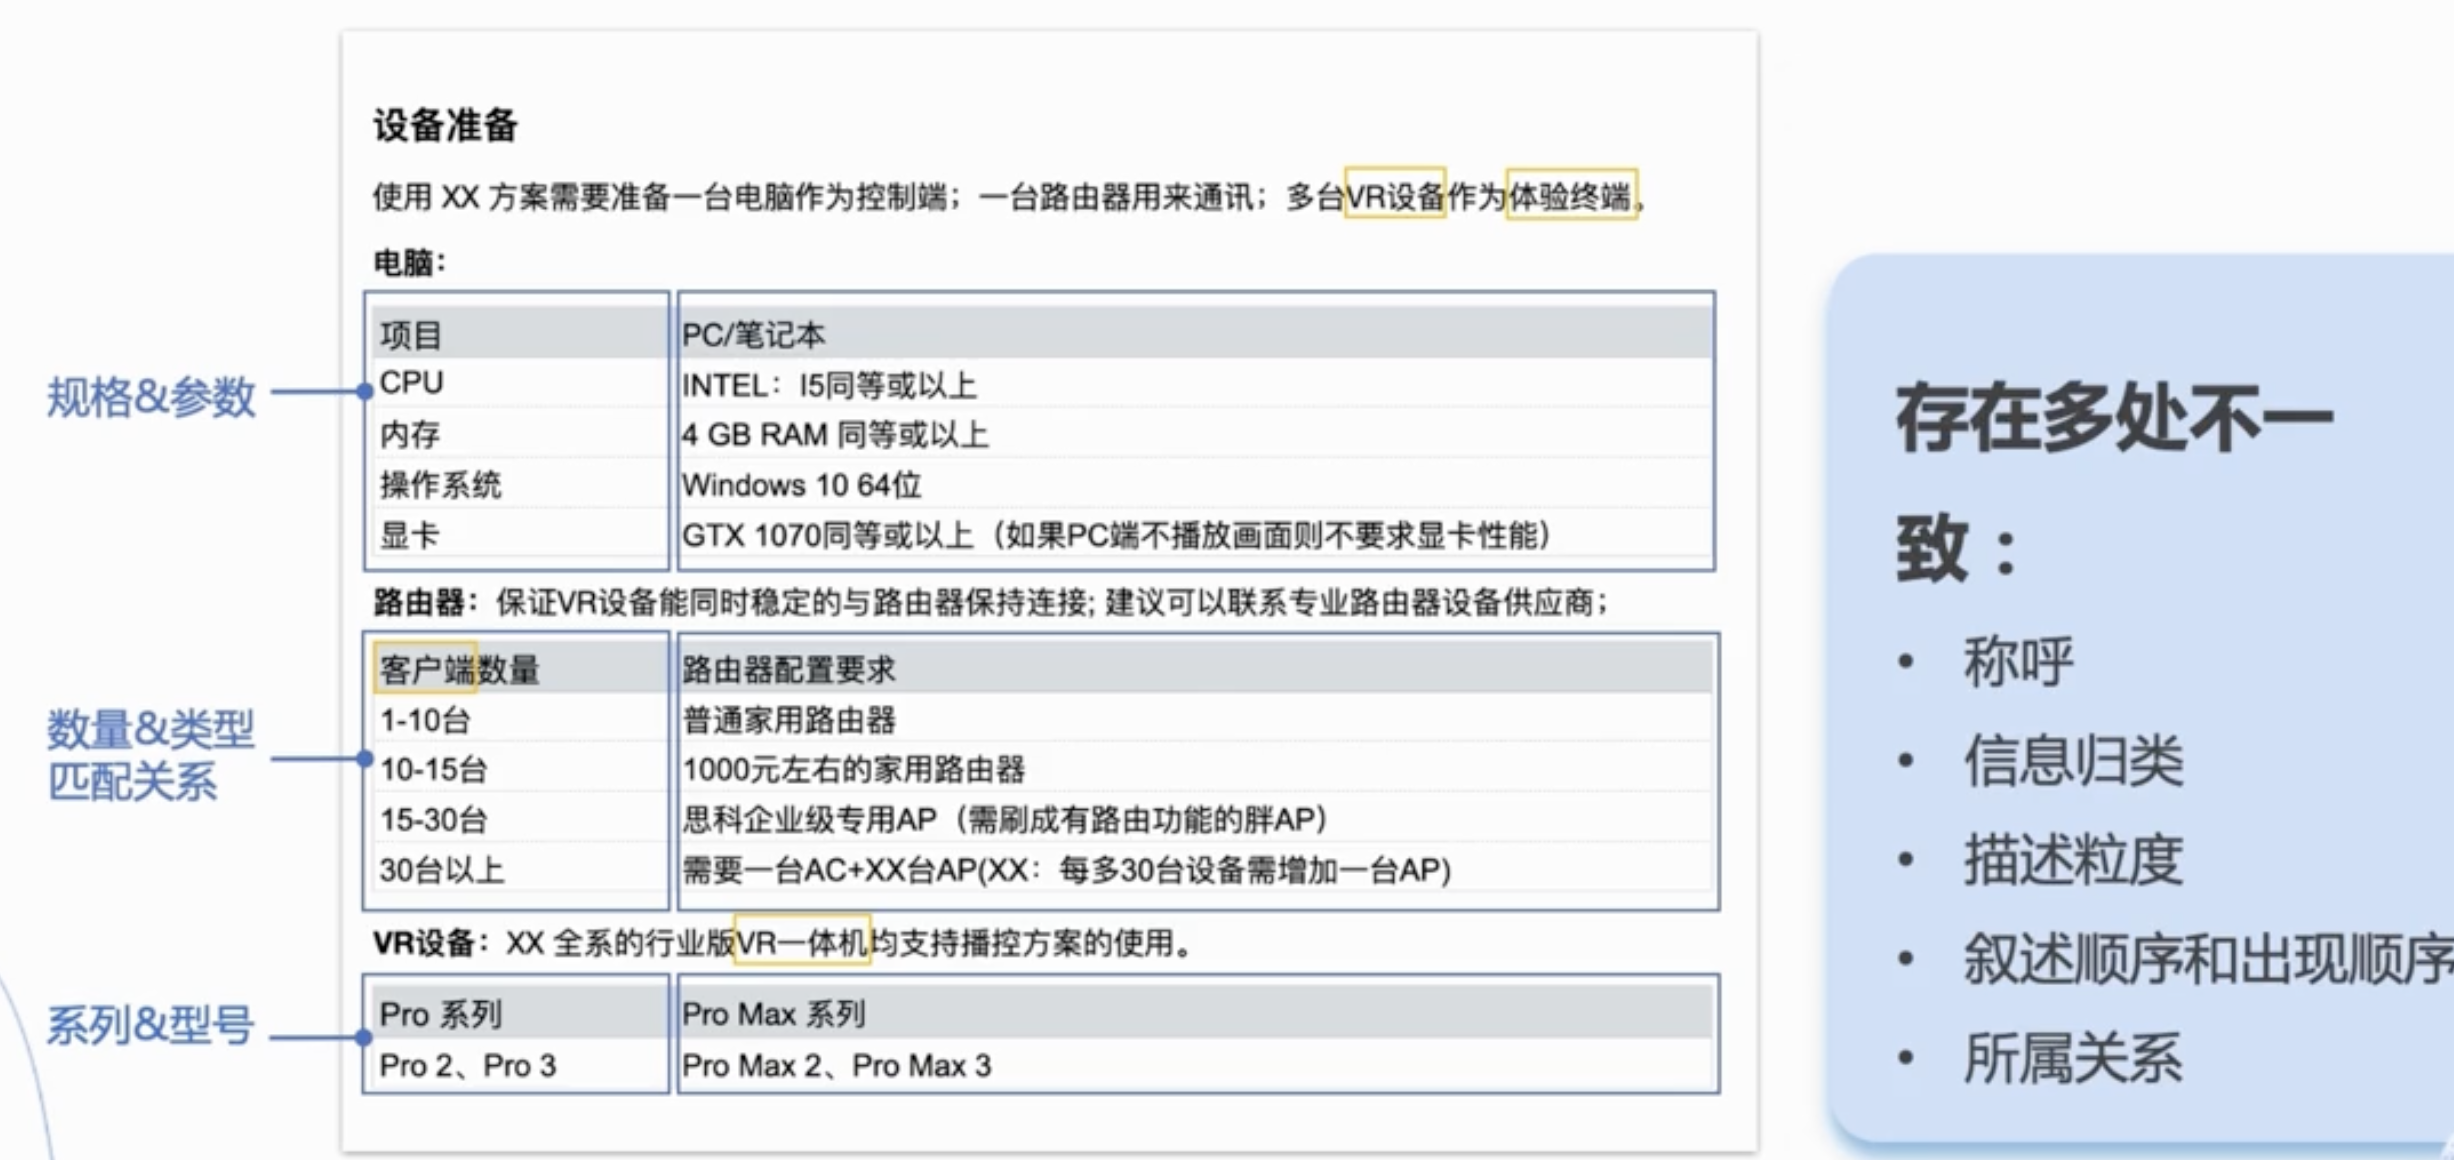 设备准备
使用 XX 方案需要准备一台电脑作为控制端；一台路由器用来通讯；多台VR设备作为体验终端。
电脑：
项目 PC/笔记本
CPU INTEL：I5同等或以上
内存 4 GB RAM 同等或以上
操作系统 Windows 10 64位
显卡 GTX 1070同等或以上（如果PC端不播放画面则不要求显卡性能）
规格&参数
路由器：保证VR设备能同时稳定的与路由器保持连接; 建议可以联系专业路由器设备供应商；
客户端数量 路由器配置要求
1-10台 普通家用路由器
10-15台 1000元左右的家用路由器
15-30台 思科企业级专用AP（需刷成有路由功能的胖AP）
30台以上 需要一台AC+XX台AP(XX：每多30台设备需增加一台AP)
数量&类型
匹配关系
VR设备：XX 全系的行业版VR一体机均支持播控方案的使用。
Pro 系列 Pro Max 系列
Pro 2、Pro 3 Pro Max 2、Pro Max 3
系列&型号
存在多处不一
致：
• 称呼
• 信息归类
• 描述粒度
• 叙述顺序和出现顺序
• 所属关系